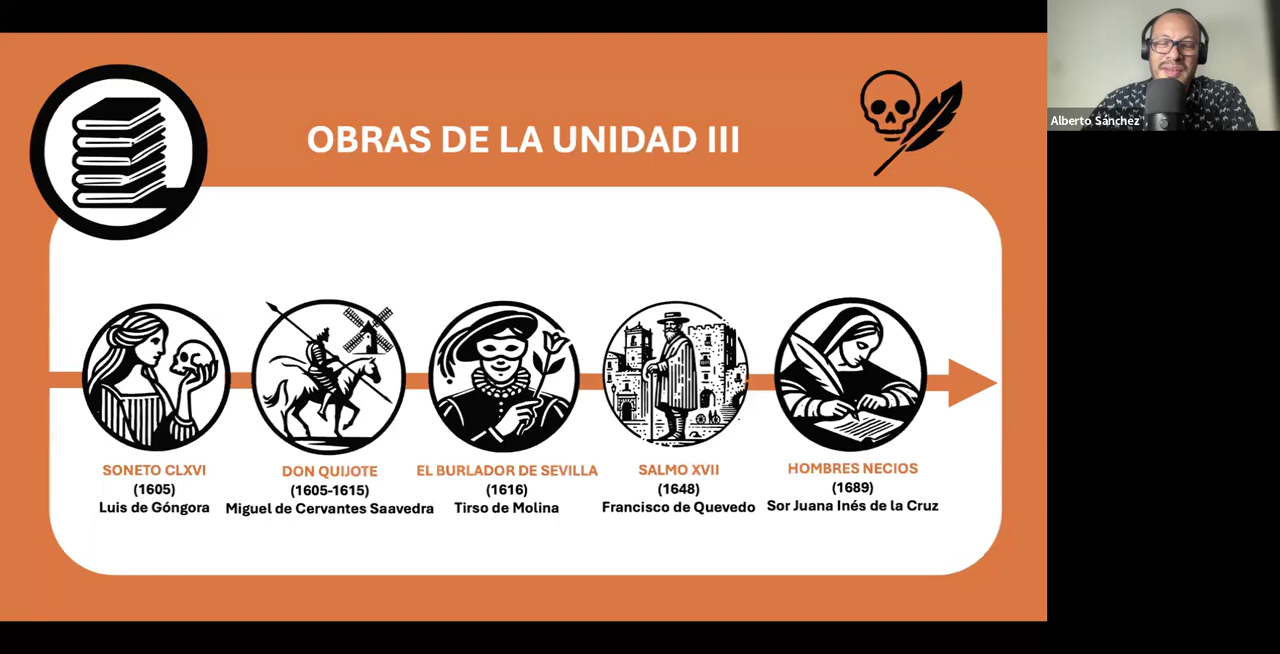 OBRAS DE LA UNIDAD III
Alberto Sánchez
SONETO CLXVI
(1605)
Luis de Góngora
DON QUIJOTE
(1605-1615)
Miguel de Cervantes Saavedra
EL BURLADOR DE SEVILLA
(1616)
Tirso de Molina
SALMO XVII
(1648)
Francisco de Quevedo
HOMBRES NECIOS
(1689)
Sor Juana Inés de la Cruz